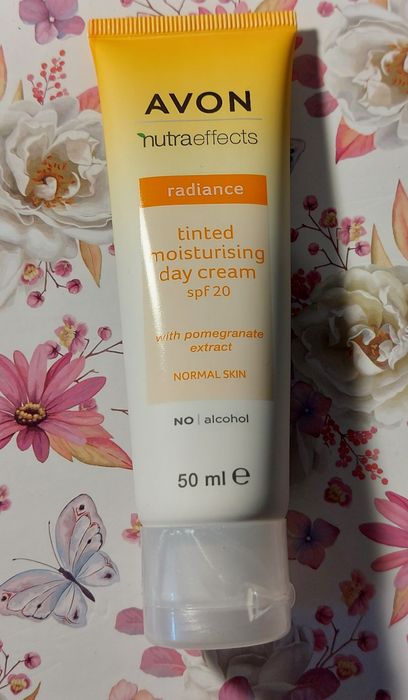 AVON
nutraeffects
radiance
tinted
moisturising
day cream
spf 20
with pomegranate
extract
NORMAL SKIN
NO | alcohol
50 ml ℮